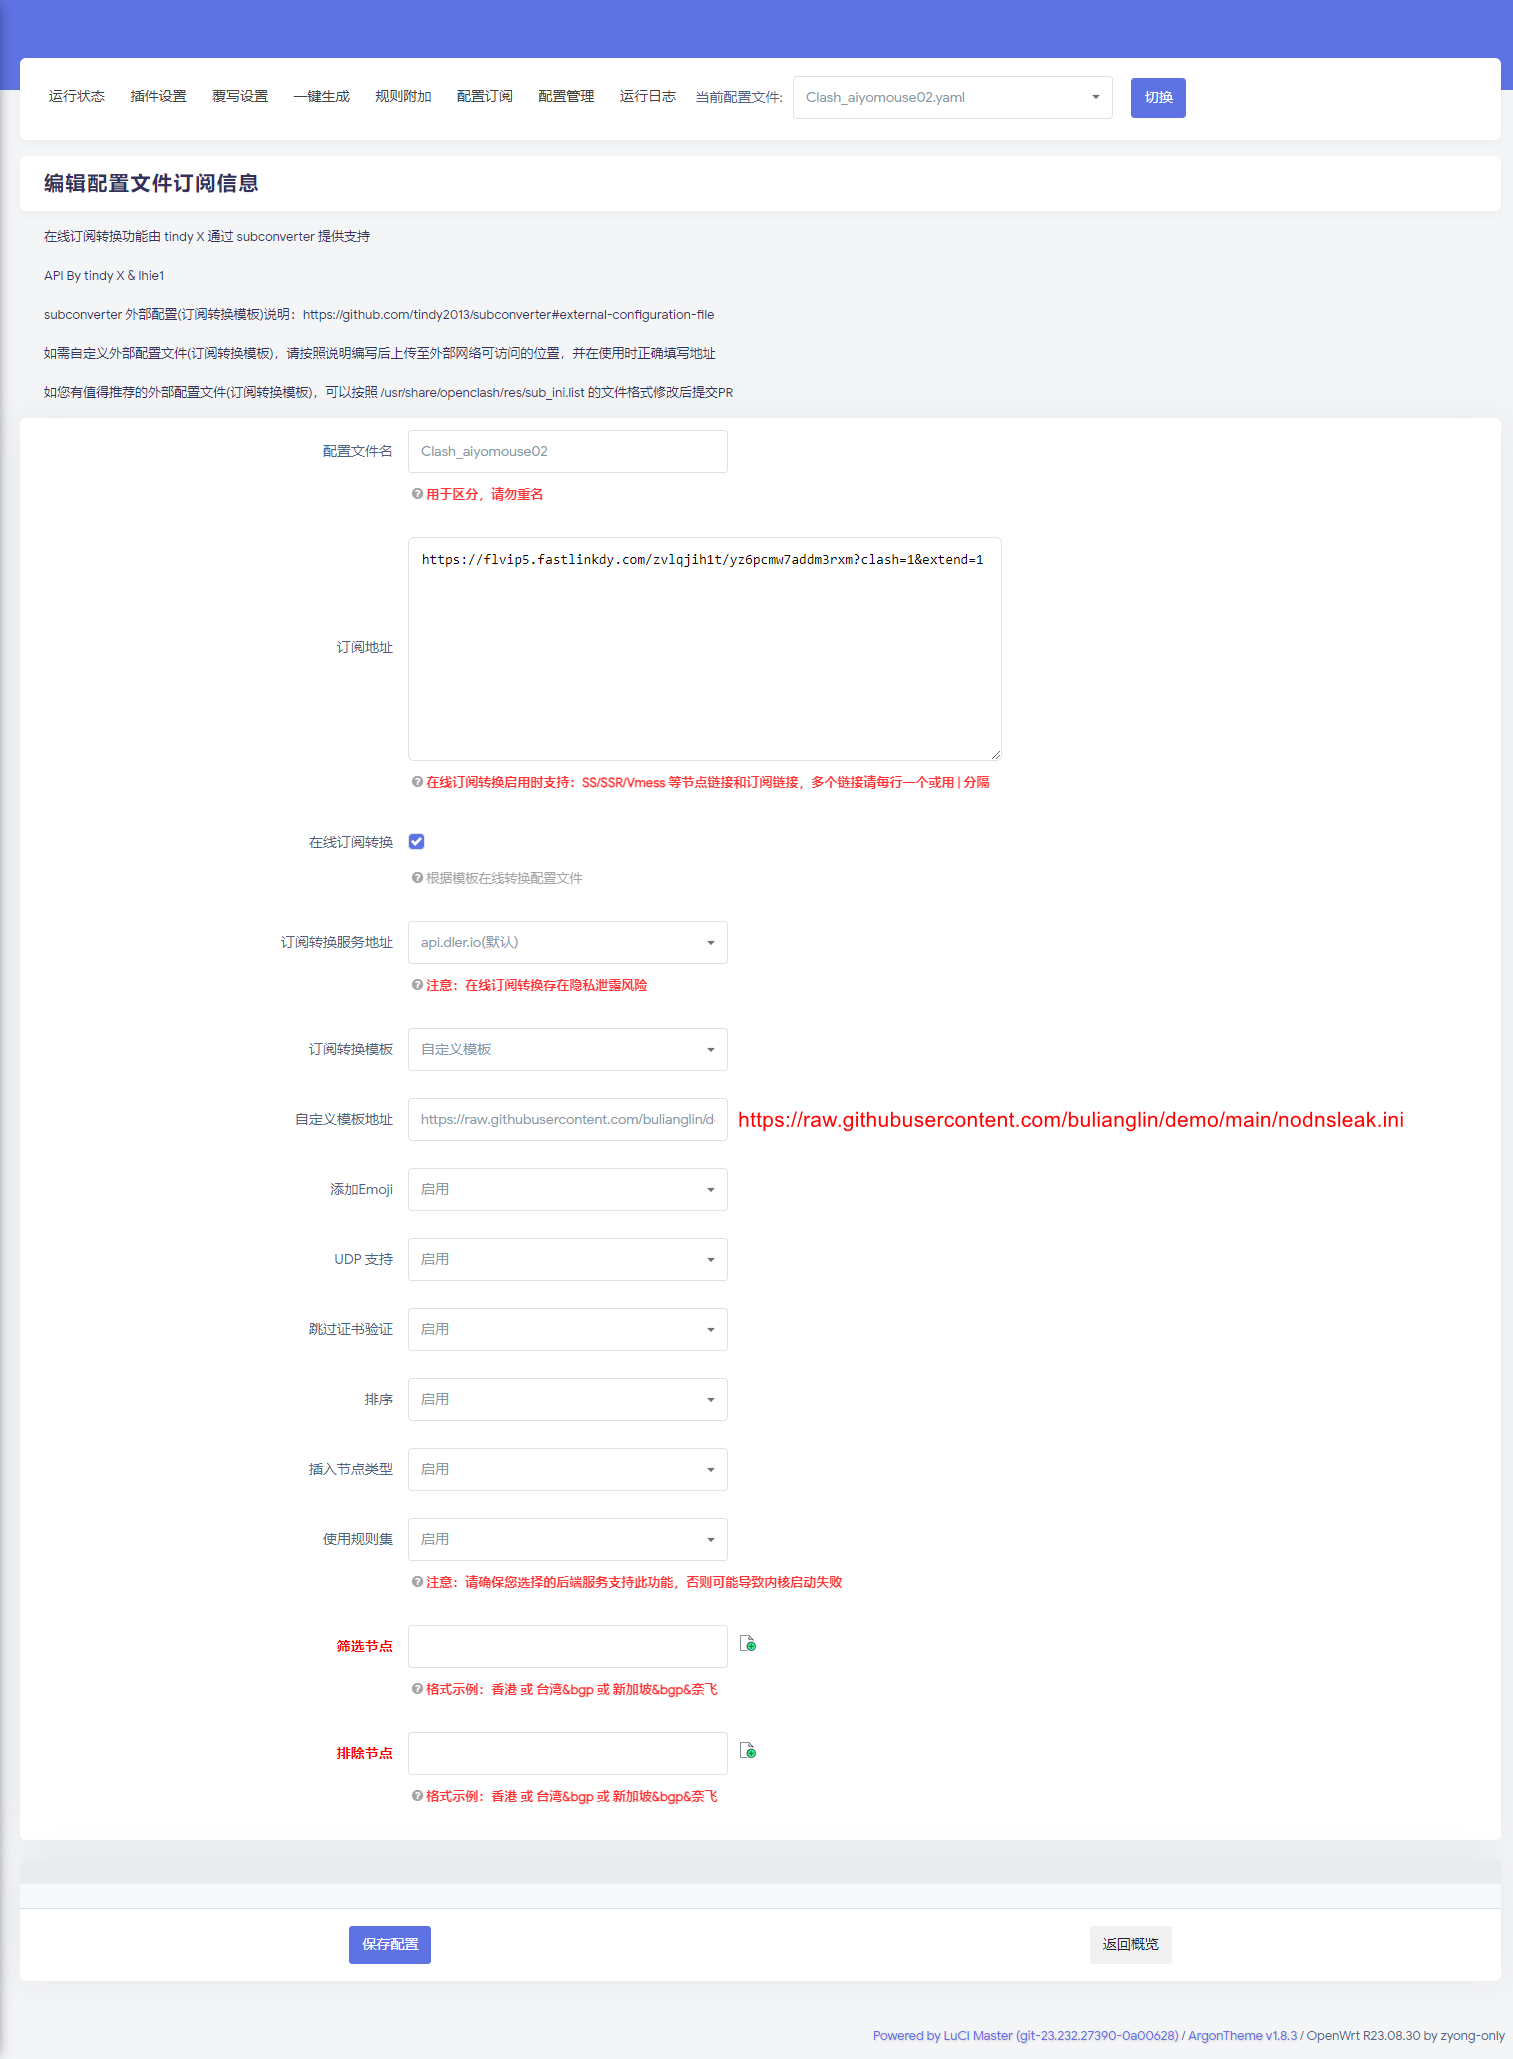 运行状态 插件设置 覆写设置 一键生成 规则附加 配置订阅 配置管理 运行日志 当前配置文件: Clash_aiyomouse02.yaml 切换
编辑配置文件订阅信息
在线订阅转换功能由 tindy X 通过 subconverter 提供支持
API By tindy X & lhie1
subconverter 外部配置(订阅转换模板)说明：https://github.com/tindy2013/subconverter#external-configuration-file
如需自定义外部配置文件(订阅转换模板)，请按照说明编写后上传至外部网络可访问的位置，并在使用时正确填写地址
如您有值得推荐的外部配置文件(订阅转换模板)，可以按照 /usr/share/openclash/res/sub_ini.list 的文件格式修改后提交PR
配置文件名 Clash_aiyomouse02
用于区分，请勿重名
https://flvip5.fastlinkdy.com/zvlqjih1t/yz6pcmw7addm3rxm?clash=1&extend=1
订阅地址
在线订阅转换启用时支持：SS/SSR/Vmess 等节点链接和订阅链接，多个链接请每行一个或用 | 分隔
在线订阅转换
根据模板在线转换配置文件
订阅转换服务地址 api.dler.io(默认)
注意：在线订阅转换存在隐私泄露风险
订阅转换模板 自定义模板
自定义模板地址 https://raw.githubusercontent.com/bulianglin/d https://raw.githubusercontent.com/bulianglin/demo/main/nodnsleak.ini
添加Emoji 启用
UDP 支持 启用
跳过证书验证 启用
排序 启用
插入节点类型 启用
使用规则集 启用
注意：请确保您选择的后端服务支持此功能，否则可能导致内核启动失败
筛选节点
格式示例：香港 或 台湾&bgp 或 新加坡&bgp&奈飞
排除节点
格式示例：香港 或 台湾&bgp 或 新加坡&bgp&奈飞
保存配置 返回概览
Powered by LuCI Master (git-23.232.27390-0a00628) / ArgonTheme v1.8.3 / OpenWrt R23.08.30 by zyong-only